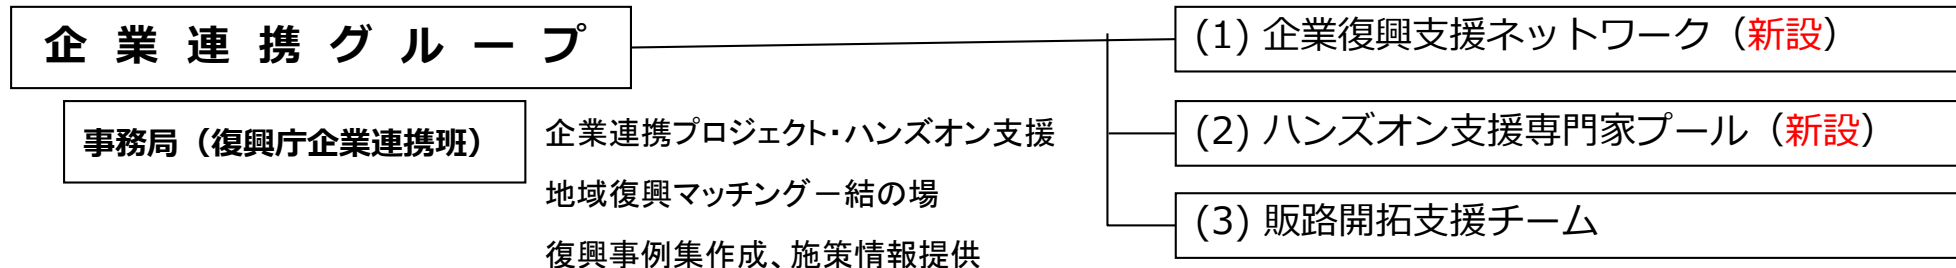 企業連携グループ
事務局（復興庁企業連携班）
企業連携プロジェクト・ハンズオン支援
地域復興マッチングー結の場
復興事例集作成、施策情報提供
(1) 企業復興支援ネットワーク（新設）
(2) ハンズオン支援専門家プール（新設）
(3) 販路開拓支援チーム